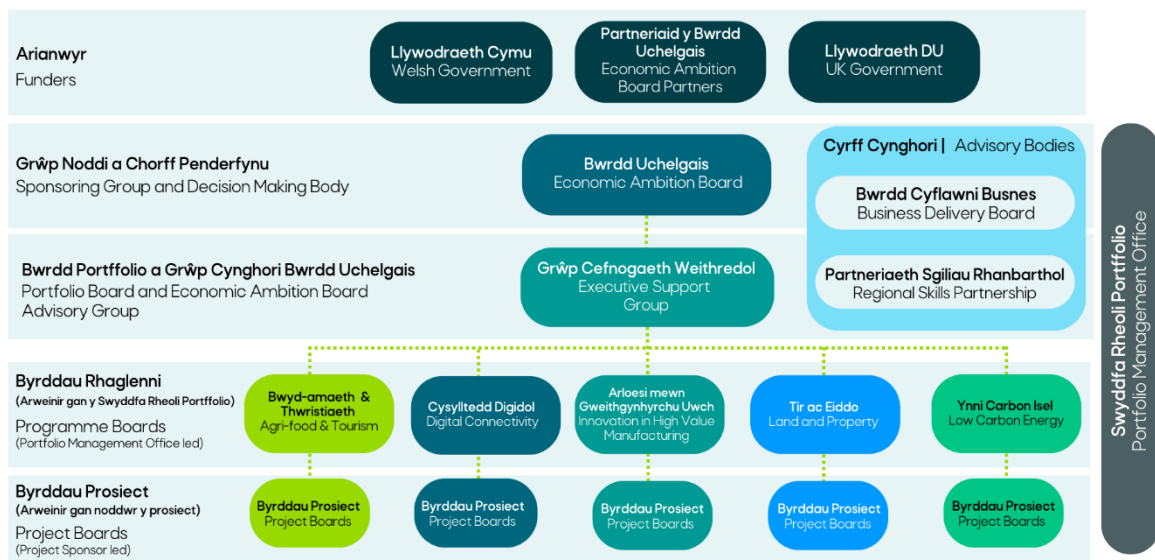 Arianwyr
Funders
Llywodraeth Cymru
Welsh Government
Partneriaid y Bwrdd
Uchelgais
Economic Ambition
Board Partners
Llywodraeth DU
UK Government
Grŵp Noddi a Chorff Penderfynu
Sponsoring Group and Decision Making Body
Bwrdd Uchelgais
Economic Ambition Board
Cyrff Cynghori | Advisory Bodies
Bwrdd Cyflawni Busnes
Business Delivery Board
Bwrdd Portffolio a Grŵp Cynghori Bwrdd Uchelgais
Portfolio Board and Economic Ambition Board
Advisory Group
Grŵp Cefnogaeth Weithredol
Executive Support
Group
Partneriaeth Sgiliau Rhanbarthol
Regional Skills Partnership
Byrddau Rhaglenni
(Arweinir gan y Swyddfa Rheoli Portffolio)
Programme Boards
(Portfolio Management Office led)
Bwyd-amaeth &
Thwristiaeth
Agri-food & Tourism
Cysylltedd Digidol
Digital Connectivity
Arloesi mewn
Gweithgynhyrchu Uwch
Innovation in High Value
Manufacturing
Tir ac Eiddo
Land and Property
Ynni Carbon Isel
Low Carbon Energy
Byrddau Prosiect
(Arweinir gan noddwr y prosiect)
Project Boards
(Project Sponsor led)
Byrddau Prosiect
Project Boards
Byrddau Prosiect
Project Boards
Byrddau Prosiect
Project Boards
Byrddau Prosiect
Project Boards
Byrddau Prosiect
Project Boards
Swyddfa Rheoli Portffolio
Portfolio Management Office